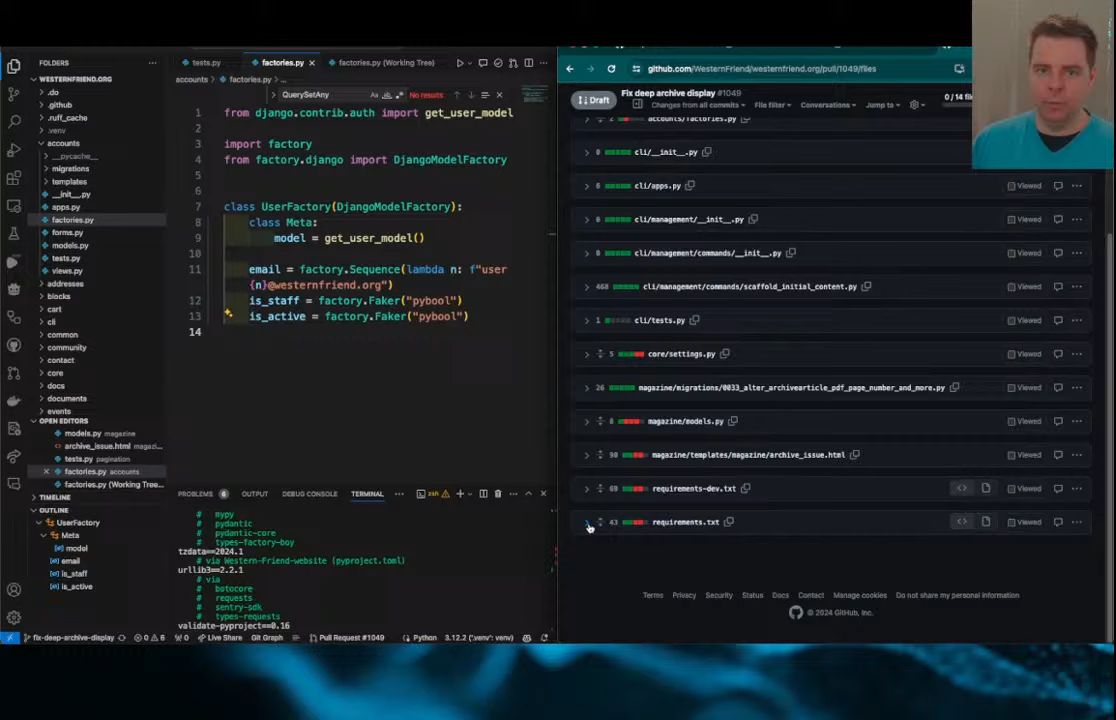 FOLDERS
WESTERNFRIEND.ORG
.do
.github
.ruff_cache
.venv
accounts
__pycache__
migrations
templates
__init__.py
apps.py
factories.py
forms.py
models.py
tests.py
views.py
addresses
blocks
cart
cli
common
community
contact
core
docs
documents
events
OPEN EDITORS
models.py magazine
archive_issue.html magazi...
tests.py pagination
factories.py accounts
factories.py (Working Tree...
TIMELINE
OUTLINE
UserFactory
Meta
model
email
is_staff
is_active
tests.py
factories.py
factories.py (Working Tree)
accounts > factories.py > ...
QuerySetAny
No results
1 from django.contrib.auth import get_user_model
2
3 import factory
4 from factory.django import DjangoModelFactory
5
6
7 class UserFactory(DjangoModelFactory):
8 class Meta:
9 model = get_user_model()
10
11 email = factory.Sequence(lambda n: f"user
{n}@westernfriend.org")
12 is_staff = factory.Faker("pybool")
13 is_active = factory.Faker("pybool")
14
PROBLEMS 6 OUTPUT DEBUG CONSOLE TERMINAL zsh
# mypy
# pydantic
# pydantic-core
# types-factory-boy
tzdata==2024.1
# via Western-Friend-website (pyproject.toml)
urllib3==2.2.1
# via
# botocore
# requests
# sentry-sdk
# types-requests
validate-pyproject==0.16
fix-deep-archive-display 0 6 0 Live Share Git Graph Pull Request #1049 Python 3.12.2 ('.venv': venv)
github.com/WesternFriend/westernfriend.org/pull/1049/files
Draft
Fix deep archive display #1049
Changes from all commits File filter Conversations Jump to
0 / 14 fil
2 accounts/factories.py
0 cli/__init__.py
6 cli/apps.py Viewed
0 cli/management/__init__.py Viewed
0 cli/management/commands/__init__.py Viewed
468 cli/management/commands/scaffold_initial_content.py Viewed
1 cli/tests.py Viewed
5 core/settings.py Viewed
26 magazine/migrations/0033_alter_archivearticle_pdf_page_number_and_more.py Viewed
8 magazine/models.py Viewed
90 magazine/templates/magazine/archive_issue.html Viewed
69 requirements-dev.txt Viewed
43 requirements.txt Viewed
Terms Privacy Security Status Docs Contact Manage cookies Do not share my personal information
© 2024 GitHub, Inc.